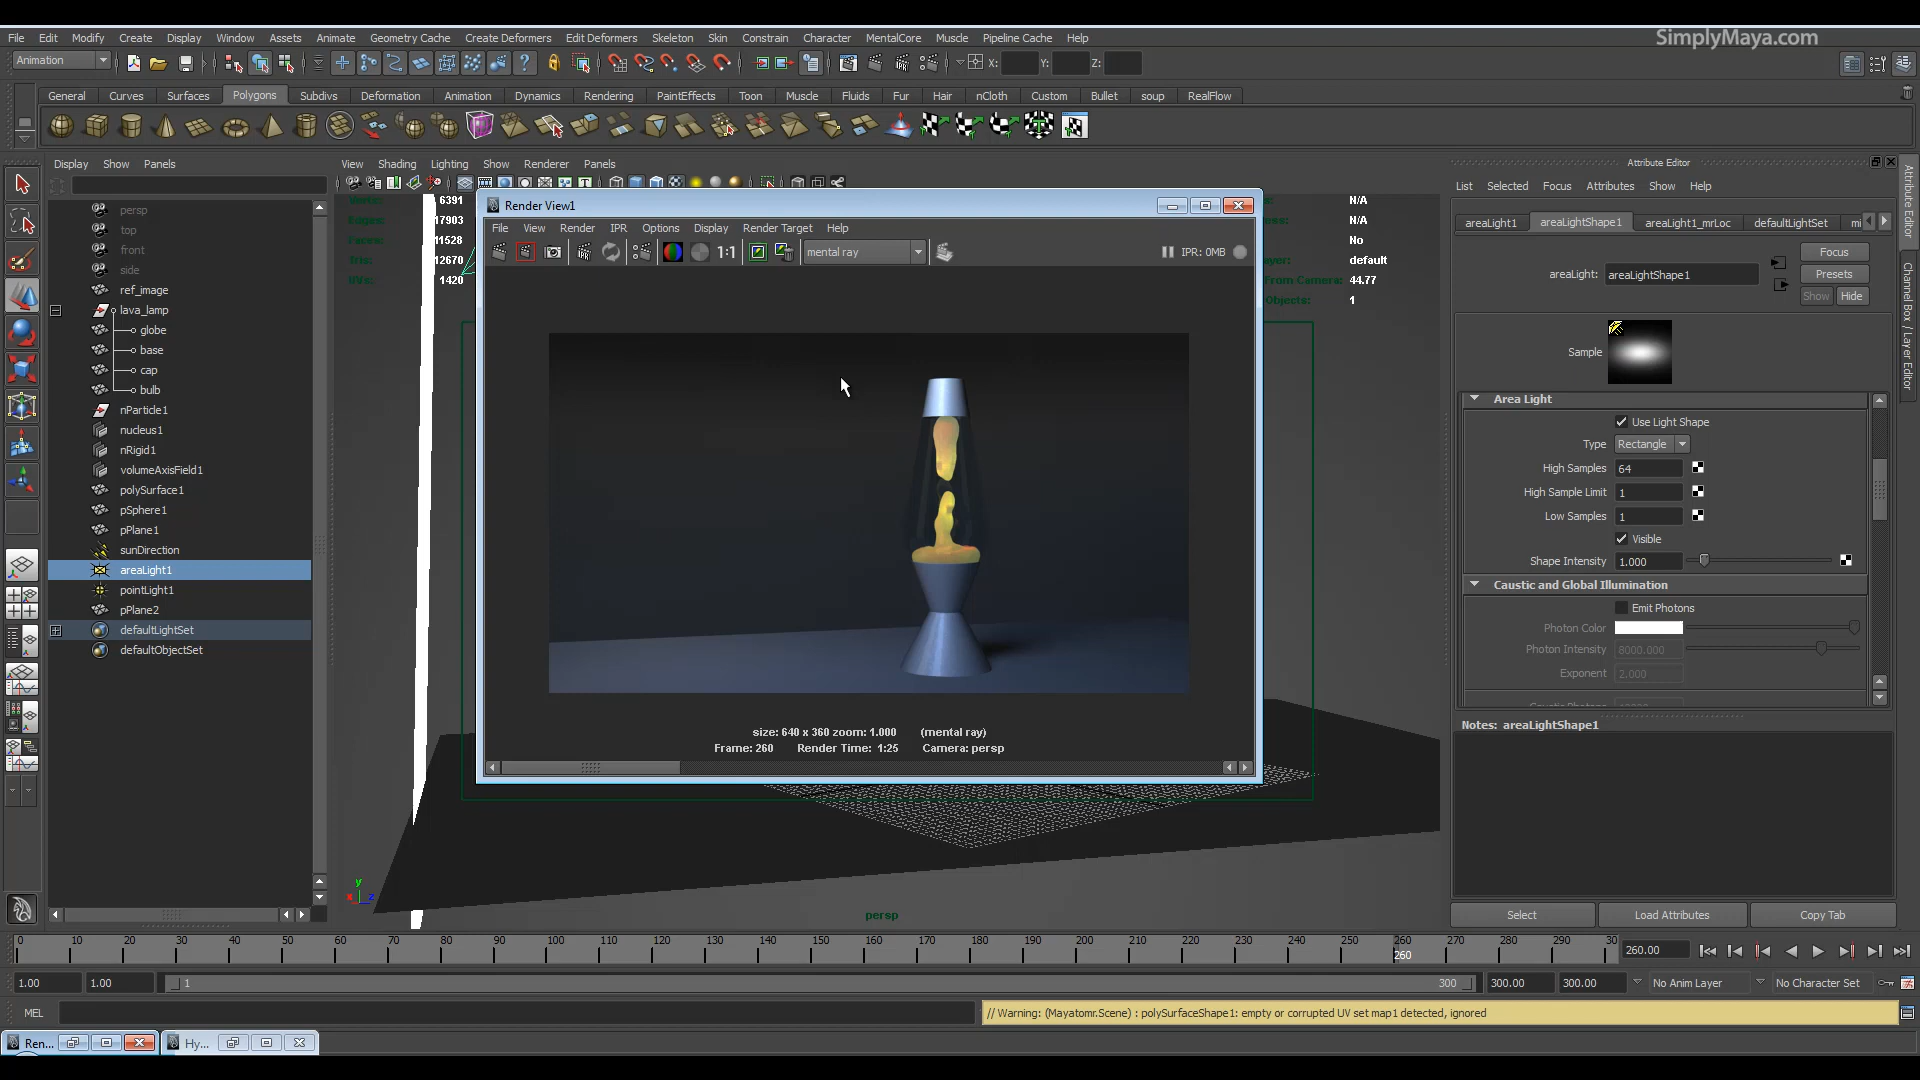 SimplyMaya.com
File Edit Modify Create Display Window Assets Animate Geometry Cache Create Deformers Edit Deformers Skeleton Skin Constrain Character MentalCore Muscle Pipeline Cache Help
Animation X: Y: Z:
General Curves Surfaces Polygons Subdivs Deformation Animation Dynamics Rendering PaintEffects Toon Muscle Fluids Fur Hair nCloth Custom Bullet soup RealFlow
Display Show Panels
View Shading Lighting Show Renderer Panels
persp
top
front
side
ref_image
lava_lamp
globe
base
cap
bulb
nParticle1
nucleus1
nRigid1
volumeAxisField1
polySurface1
pSphere1
pPlane1
sunDirection
areaLight1
pointLight1
pPlane2
defaultLightSet
defaultObjectSet
6391
17903
11528
Tris: 12670
UVs: 1420
N/A
N/A
No
default
From Camera: 44.77
Objects: 1
Render View1
File View Render IPR Options Display Render Target Help
1:1 mental ray IPR: 0MB
size: 640 x 360 zoom: 1.000 (mental ray)
Frame: 260 Render Time: 1:25 Camera: persp
persp
y
x z
Attribute Editor
List Selected Focus Attributes Show Help
areaLight1 areaLightShape1 areaLight1_mrLoc defaultLightSet mi
Focus
areaLight: areaLightShape1 Presets
Show Hide
Sample
Area Light
Use Light Shape
Type Rectangle
High Samples 64
High Sample Limit 1
Low Samples 1
Visible
Shape Intensity 1.000
Caustic and Global Illumination
Emit Photons
Photon Color
Photon Intensity 8000.000
Exponent 2.000
Notes: areaLightShape1
Select Load Attributes Copy Tab
Attribute Editor
Channel Box / Layer Editor
0 10 20 30 40 50 60 70 80 90 100 110 120 130 140 150 160 170 180 190 200 210 220 230 240 250 260 270 280 290 30
260 260.00
1.00 1.00 1 300 300.00 300.00 No Anim Layer No Character Set
MEL // Warning: (Mayatomr.Scene) : polySurfaceShape1: empty or corrupted UV set map1 detected, ignored
Ren... Hy...